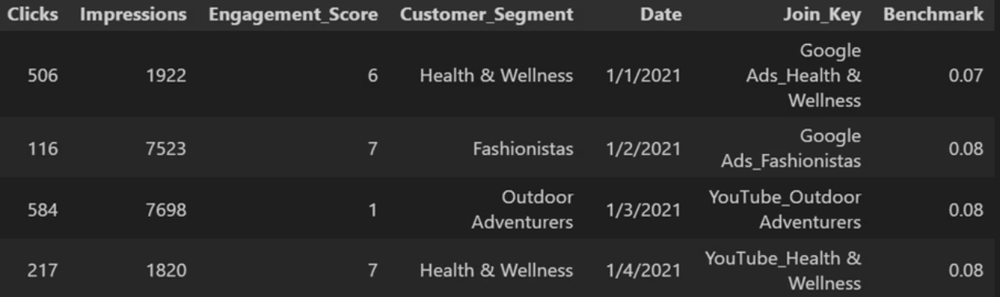 Clicks Impressions Engagement_Score Customer_Segment Date Join_Key Benchmark
506 1922 6 Health & Wellness 1/1/2021 Google Ads_Health & Wellness 0.07
116 7523 7 Fashionistas 1/2/2021 Google Ads_Fashionistas 0.08
584 7698 1 Outdoor Adventurers 1/3/2021 YouTube_Outdoor Adventurers 0.08
217 1820 7 Health & Wellness 1/4/2021 YouTube_Health & Wellness 0.08